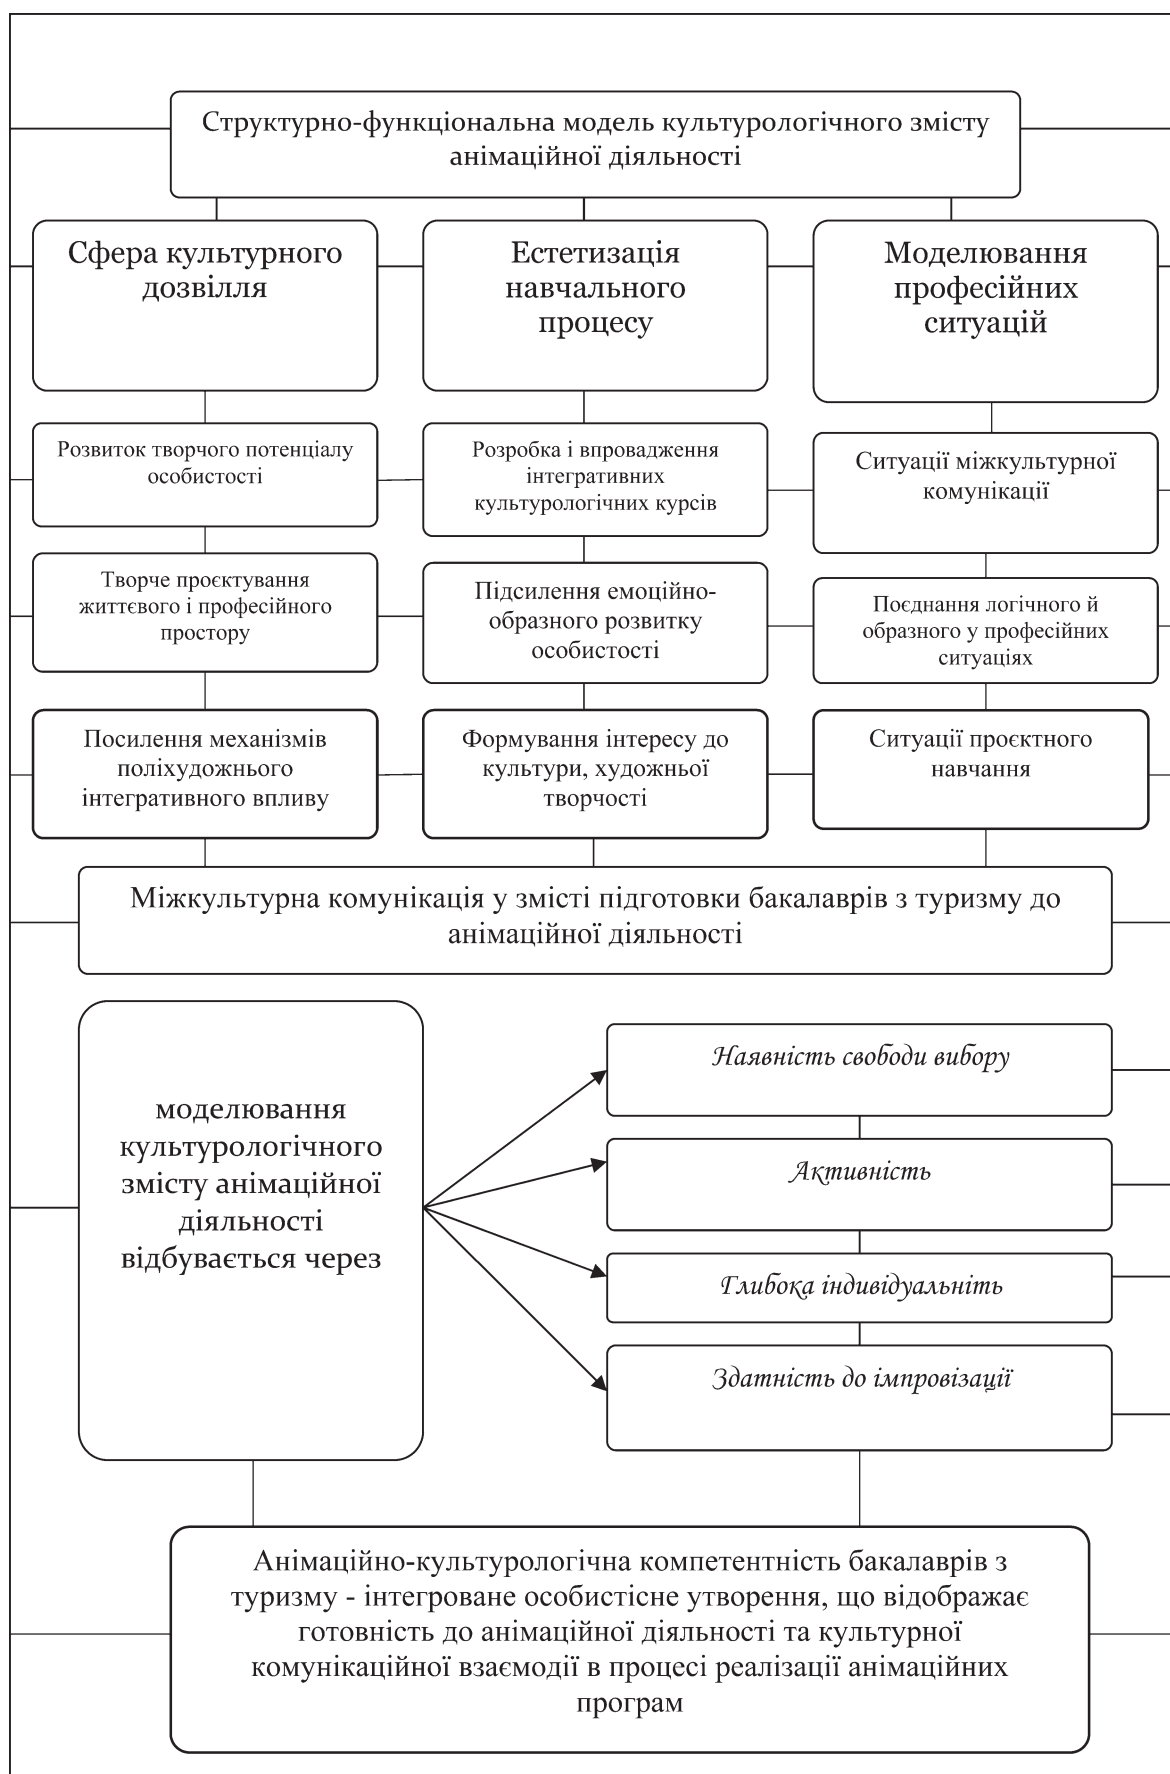 Структурно-функціональна модель культурологічного змісту
анімаційної діяльності
Сфера культурного
дозвілля
Естетизація
навчального
процесу
Моделювання
професійних
ситуацій
Розвиток творчого потенціалу
особистості
Розробка і впровадження
інтегративних
культурологічних курсів
Ситуації міжкультурної
комунікації
Творче проєктування
життєвого і професійного
простору
Підсилення емоційно-
образного розвитку
особистості
Поєднання логічного й
образного у професійних
ситуаціях
Посилення механізмів
поліхудожнього
інтегративного впливу
Формування інтересу до
культури, художньої
творчості
Ситуації проєктного
навчання
Міжкультурна комунікація у змісті підготовки бакалаврів з туризму до
анімаційної діяльності
моделювання
культурологічного
змісту анімаційної
діяльності
відбувається через
Наявність свободи вибору
Активність
Глибока індивідуальніть
Здатність до імпровізації
Анімаційно-культурологічна компетентність бакалаврів з
туризму - інтегроване особистісне утворення, що відображає
готовність до анімаційної діяльності та культурної
комунікаційної взаємодії в процесі реалізації анімаційних
програм